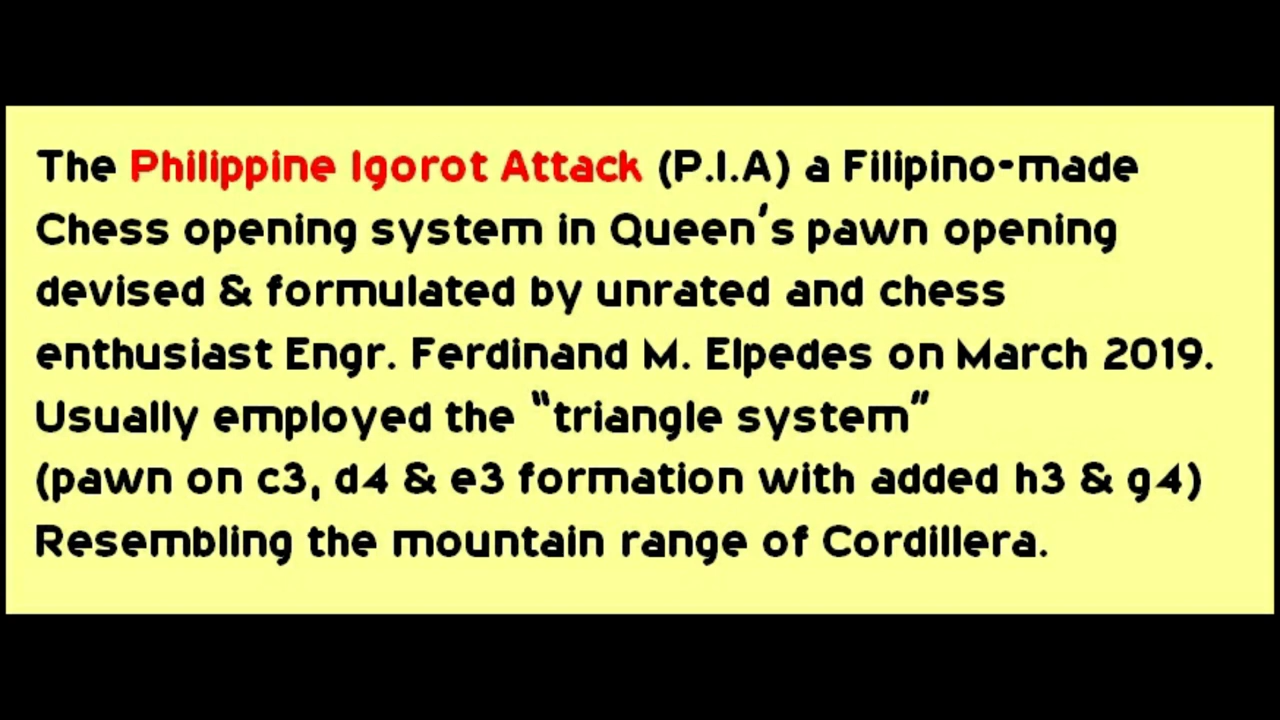 The Philippine Igorot Attack (P.I.A) a Filipino-made
Chess opening system in Queen's pawn opening
devised & formulated by unrated and chess
enthusiast Engr. Ferdinand M. Elpedes on March 2019.
Usually employed the "triangle system"
(pawn on c3, d4 & e3 formation with added h3 & g4)
Resembling the mountain range of Cordillera.